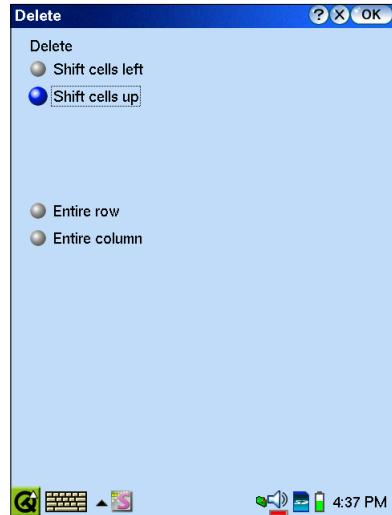 Delete ? X OK
Delete
Shift cells left
Shift cells up
Entire row
Entire column
4:37 PM